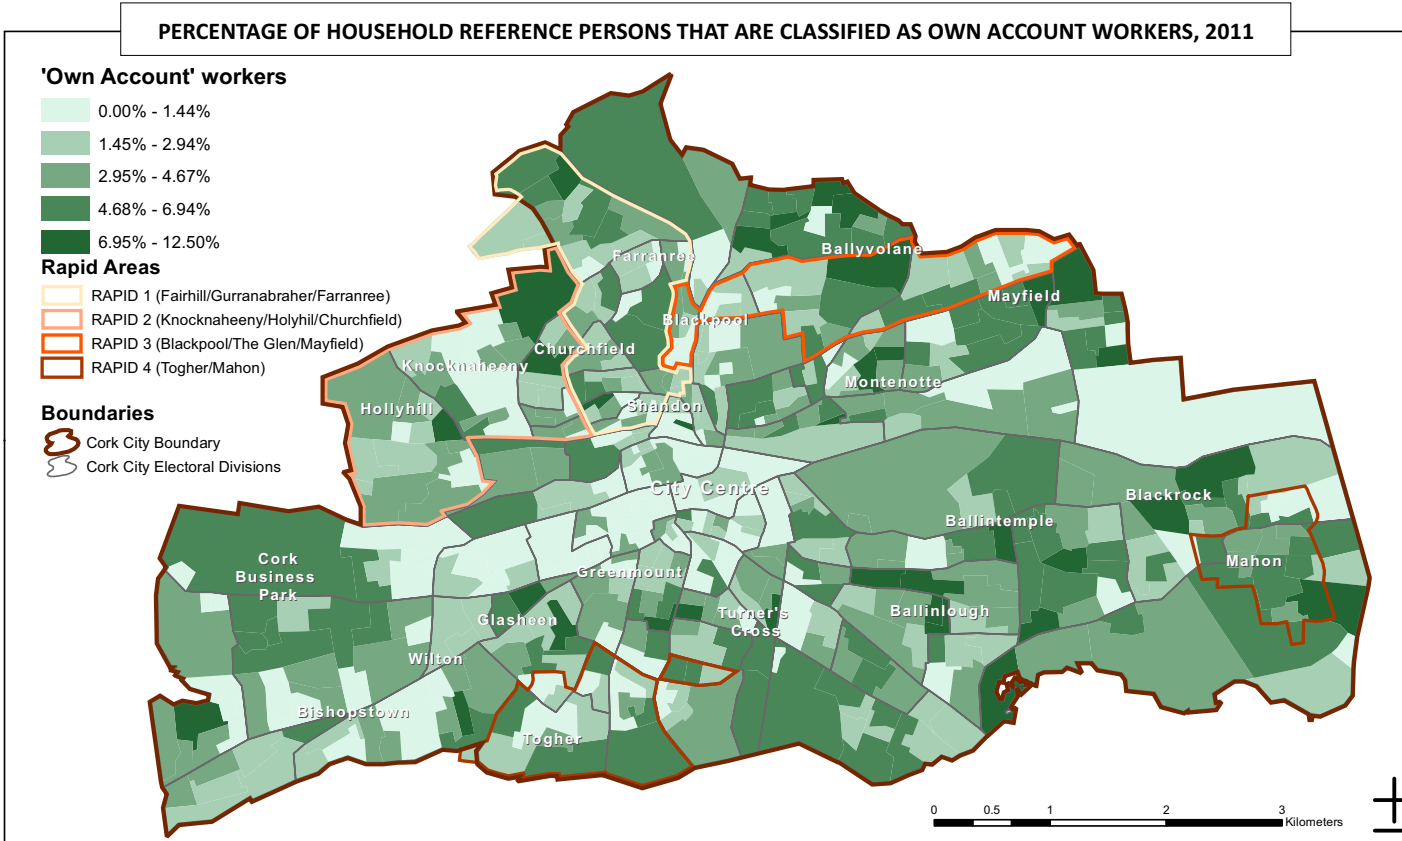 PERCENTAGE OF HOUSEHOLD REFERENCE PERSONS THAT ARE CLASSIFIED AS OWN ACCOUNT WORKERS, 2011
'Own Account' workers
0.00% - 1.44%
1.45% - 2.94%
2.95% - 4.67%
4.68% - 6.94%
6.95% - 12.50%
Rapid Areas
RAPID 1 (Fairhill/Gurranabraher/Farranree)
RAPID 2 (Knocknaheeny/Holyhil/Churchfield)
RAPID 3 (Blackpool/The Glen/Mayfield)
RAPID 4 (Togher/Mahon)
Boundaries
Cork City Boundary
Cork City Electoral Divisions
Farranree
Ballyvolane
Mayfield
Blackpool
Churchfield
Knocknaheeny
Montenotte
Hollyhill
Shandon
City Centre
Blackrock
Ballintemple
Cork
Business
Park
Mahon
Greenmount
Glasheen
Turner's
Cross
Ballinlough
Wilton
Bishopstown
Togher
0 0.5 1 2 3
Kilometers